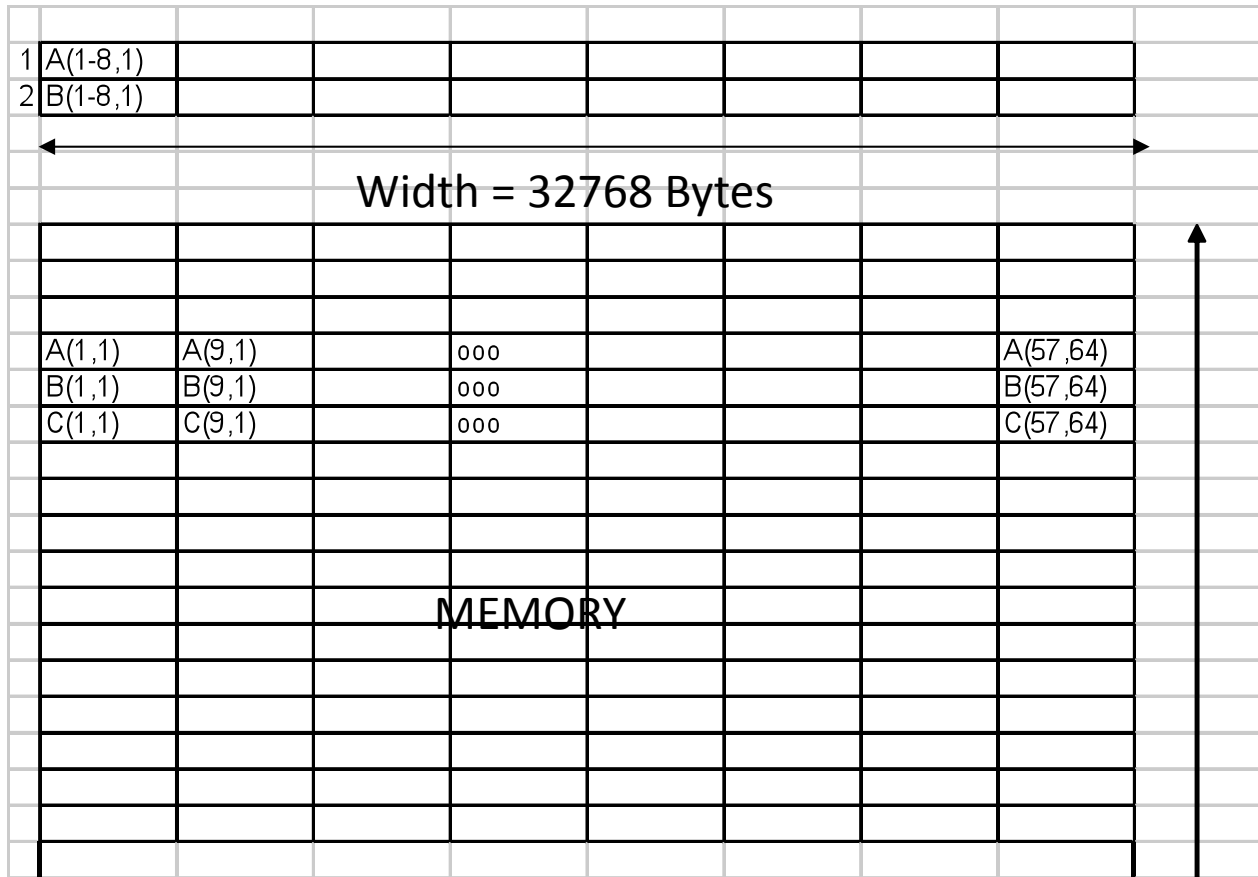 1 A(1-8,1)
2 B(1-8,1)
Width = 32768 Bytes
A(1,1) A(9,1) ooo A(57,64)
B(1,1) B(9,1) ooo B(57,64)
C(1,1) C(9,1) ooo C(57,64)
MEMORY